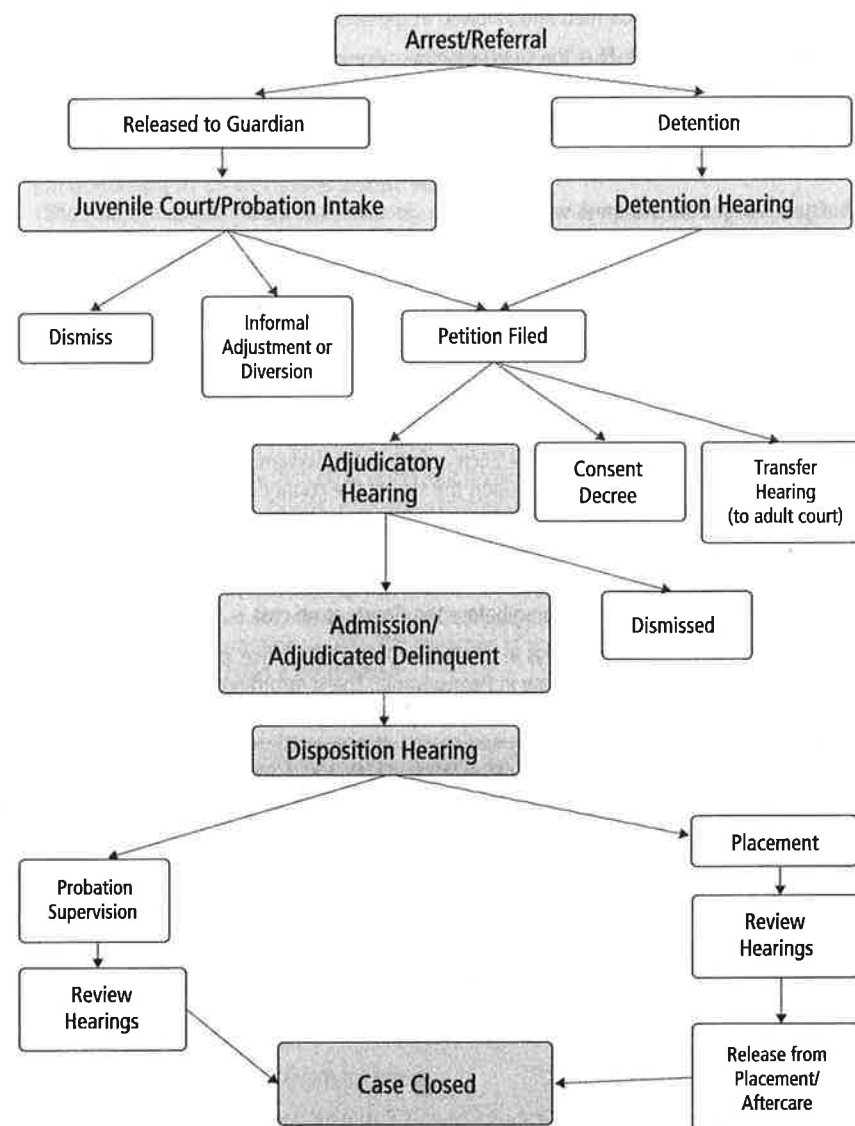 Arrest/Referral
Released to Guardian
Detention
Juvenile Court/Probation Intake
Detention Hearing
Dismiss
Informal
Adjustment or
Diversion
Petition Filed
Adjudicatory
Hearing
Consent
Decree
Transfer
Hearing
(to adult court)
Admission/
Adjudicated Delinquent
Dismissed
Disposition Hearing
Probation
Supervision
Placement
Review
Hearings
Review
Hearings
Case Closed
Release from
Placement/
Aftercare